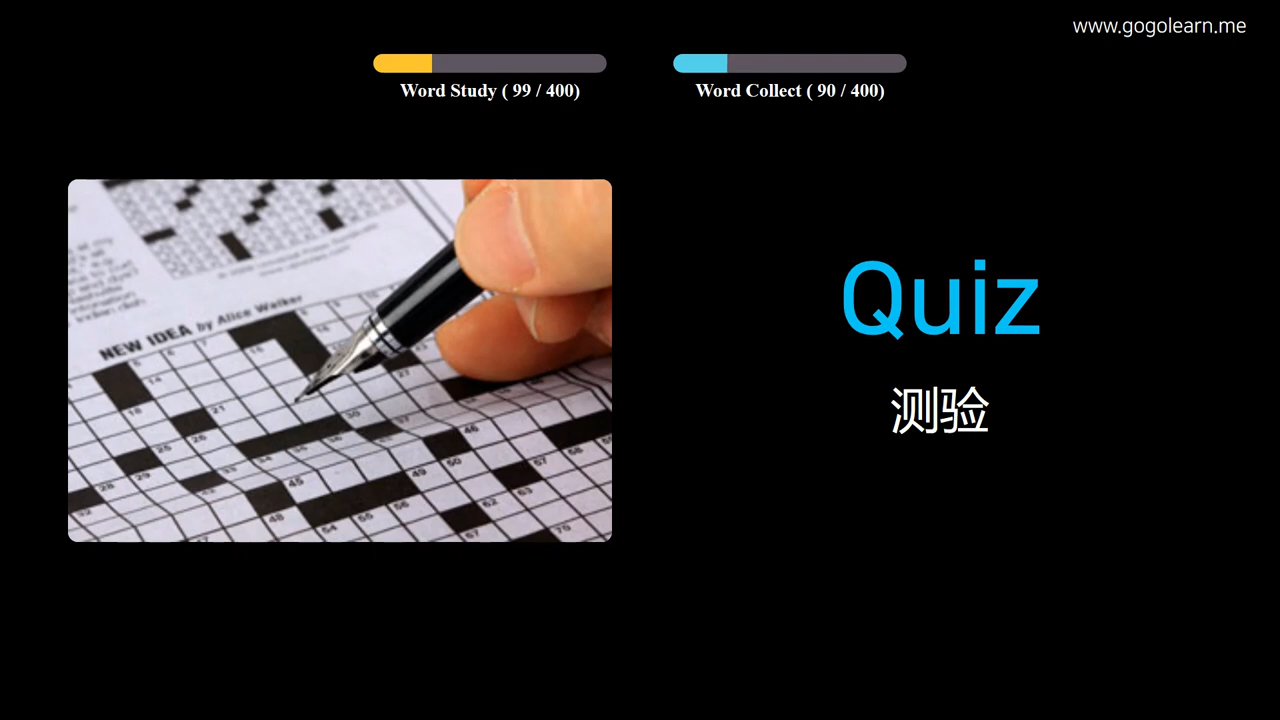 www.gogolearn.me
Word Study ( 99 / 400)
Word Collect ( 90 / 400)
NEW IDEA by Alice Walker
Quiz
测验